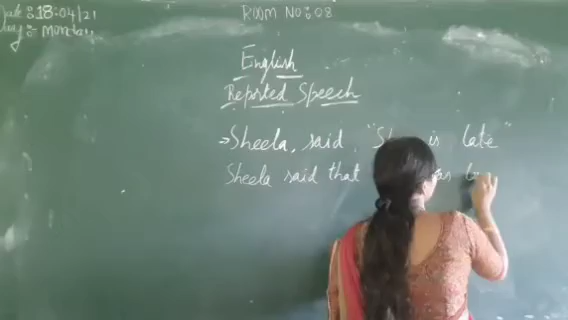 Date : 18:04/21
Day : Monday
ROOM NO : 08
English
Reported Speech
→ Sheela, said, "She is late"
Sheela said that